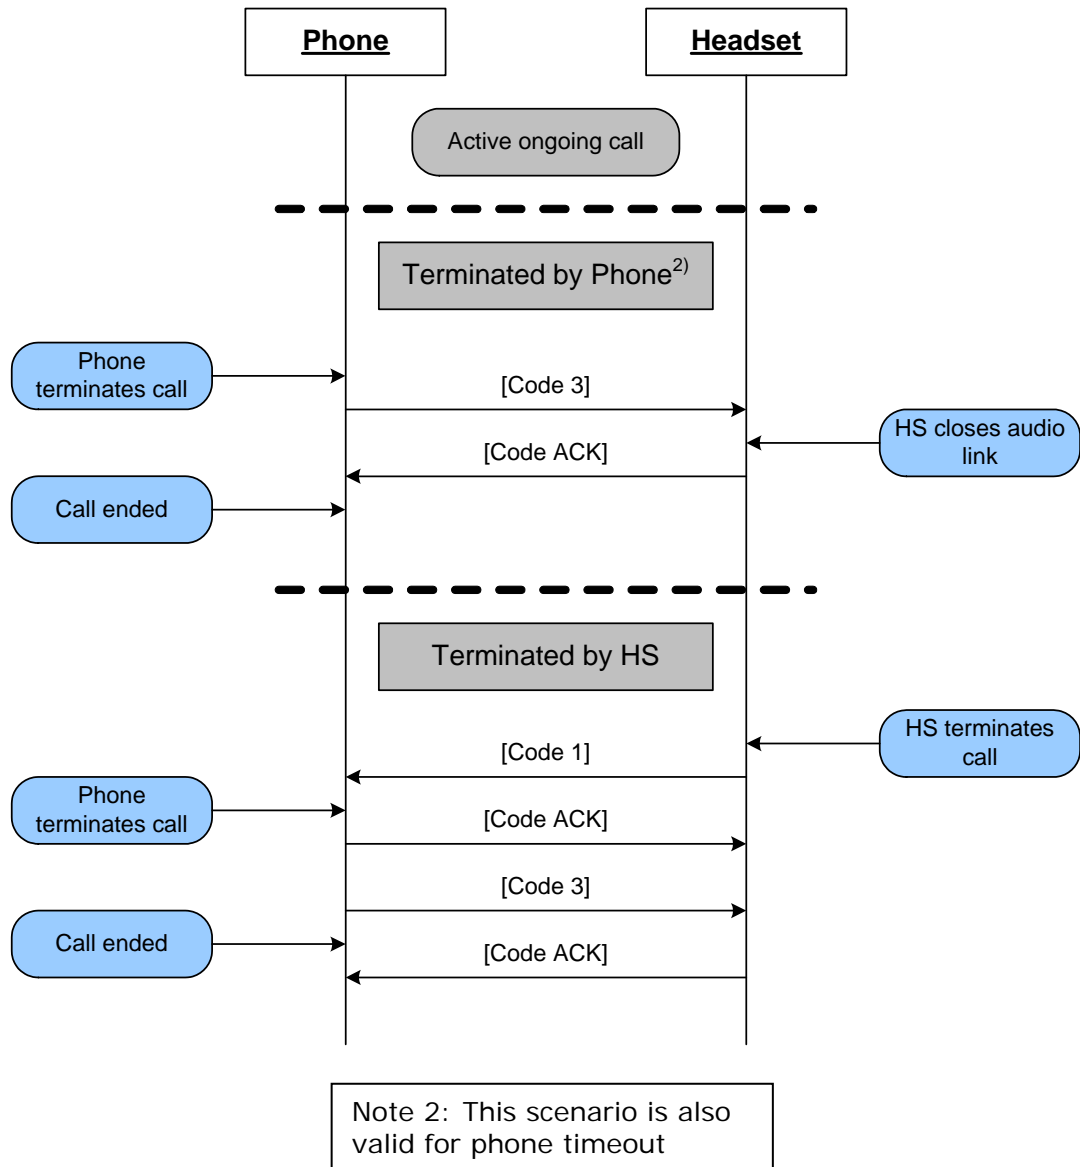 Phone
Headset
Active ongoing call
Terminated by Phone2)
Phone
terminates call
[Code 3]
HS closes audio
link
[Code ACK]
Call ended
Terminated by HS
HS terminates
call
[Code 1]
Phone
terminates call
[Code ACK]
[Code 3]
Call ended
[Code ACK]
Note 2: This scenario is also
valid for phone timeout